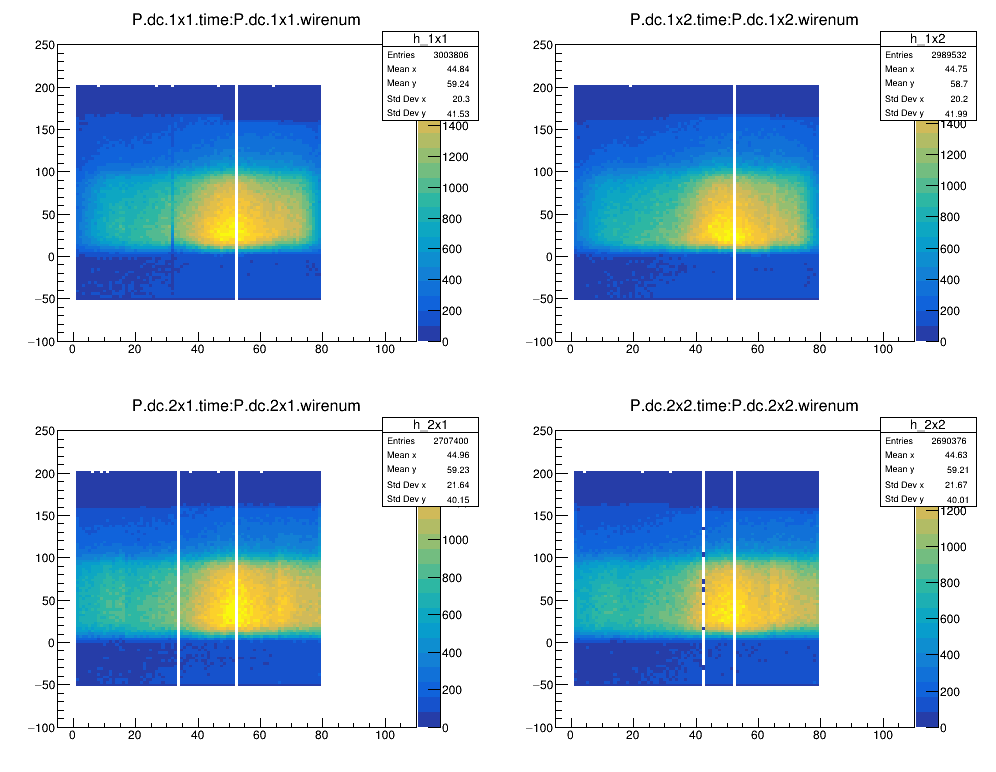 P.dc.1x1.time:P.dc.1x1.wirenum
h_1x1
Entries 3003806
Mean x 44.84
Mean y 59.24
Std Dev x 20.3
Std Dev y 41.53
250
200
150
100
50
0
−50
−100
0 20 40 60 80 100
1400
1200
1000
800
600
400
200
0
P.dc.1x2.time:P.dc.1x2.wirenum
h_1x2
Entries 2989532
Mean x 44.75
Mean y 58.7
Std Dev x 20.2
Std Dev y 41.99
250
200
150
100
50
0
−50
−100
0 20 40 60 80 100
1400
1200
1000
800
600
400
200
0
P.dc.2x1.time:P.dc.2x1.wirenum
h_2x1
Entries 2707400
Mean x 44.96
Mean y 59.23
Std Dev x 21.64
Std Dev y 40.15
250
200
150
100
50
0
−50
−100
0 20 40 60 80 100
1000
800
600
400
200
0
P.dc.2x2.time:P.dc.2x2.wirenum
h_2x2
Entries 2690376
Mean x 44.63
Mean y 59.21
Std Dev x 21.67
Std Dev y 40.01
250
200
150
100
50
0
−50
−100
0 20 40 60 80 100
1200
1000
800
600
400
200
0